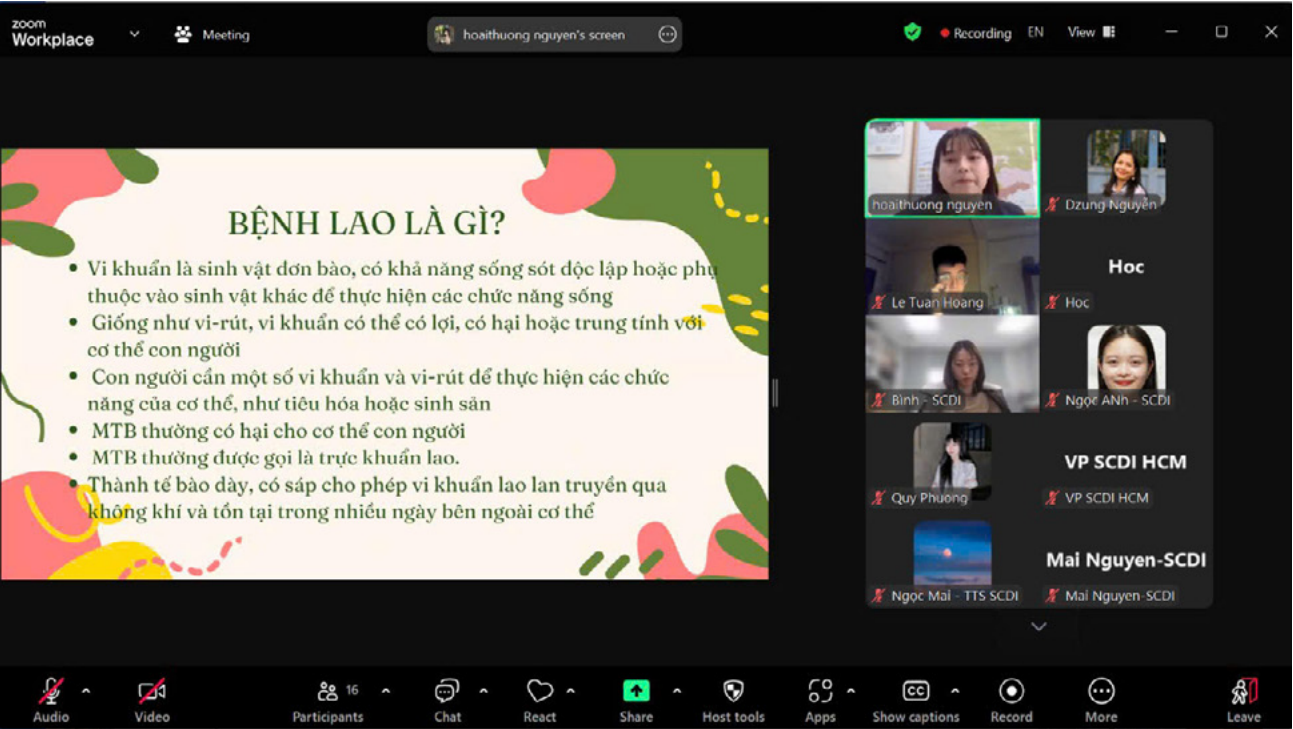 zoom
Workplace
Meeting
hoaithuong nguyen's screen
Recording
EN
View
BỆNH LAO LÀ GÌ?
Vi khuẩn là sinh vật đơn bào, có khả năng sống sót độc lập hoặc phụ
thuộc vào sinh vật khác để thực hiện các chức năng sống
Giống như vi-rút, vi khuẩn có thể có lợi, có hại hoặc trung tính với
cơ thể con người
Con người cần một số vi khuẩn và vi-rút để thực hiện các chức
năng của cơ thể, như tiêu hóa hoặc sinh sản
MTB thường có hại cho cơ thể con người
MTB thường được gọi là trực khuẩn lao.
Thành tế bào dày, có sáp cho phép vi khuẩn lao lan truyền qua
không khí và tồn tại trong nhiều ngày bên ngoài cơ thể
hoaithuong nguyen
Dzung Nguyễn
Le Tuan Hoang
Hoc
Hoc
Bình - SCDI
Ngọc ANh - SCDI
Quy Phuong
VP SCDI HCM
VP SCDI HCM
Ngọc Mai - TTS SCDI
Mai Nguyen-SCDI
Mai Nguyen-SCDI
Audio
Video
16
Participants
Chat
React
Share
Host tools
Apps
CC
Show captions
Record
More
Leave